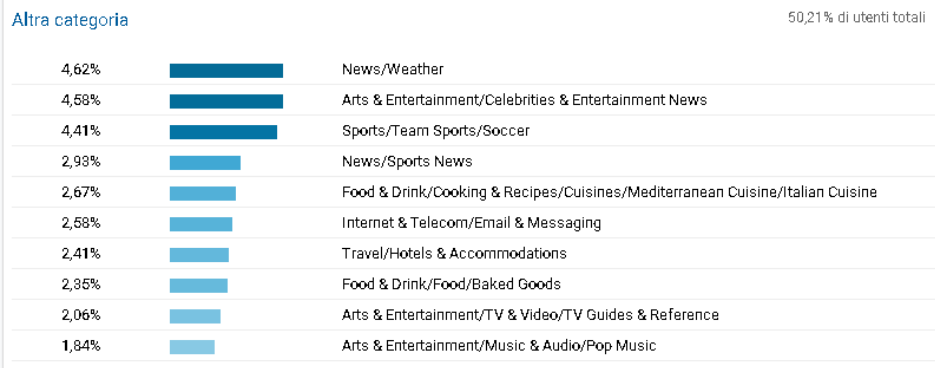 Altra categoria
50,21% di utenti totali
4,62% News/Weather
4,58% Arts & Entertainment/Celebrities & Entertainment News
4,41% Sports/Team Sports/Soccer
2,93% News/Sports News
2,67% Food & Drink/Cooking & Recipes/Cuisines/Mediterranean Cuisine/Italian Cuisine
2,58% Internet & Telecom/Email & Messaging
2,41% Travel/Hotels & Accommodations
2,35% Food & Drink/Food/Baked Goods
2,06% Arts & Entertainment/TV & Video/TV Guides & Reference
1,84% Arts & Entertainment/Music & Audio/Pop Music